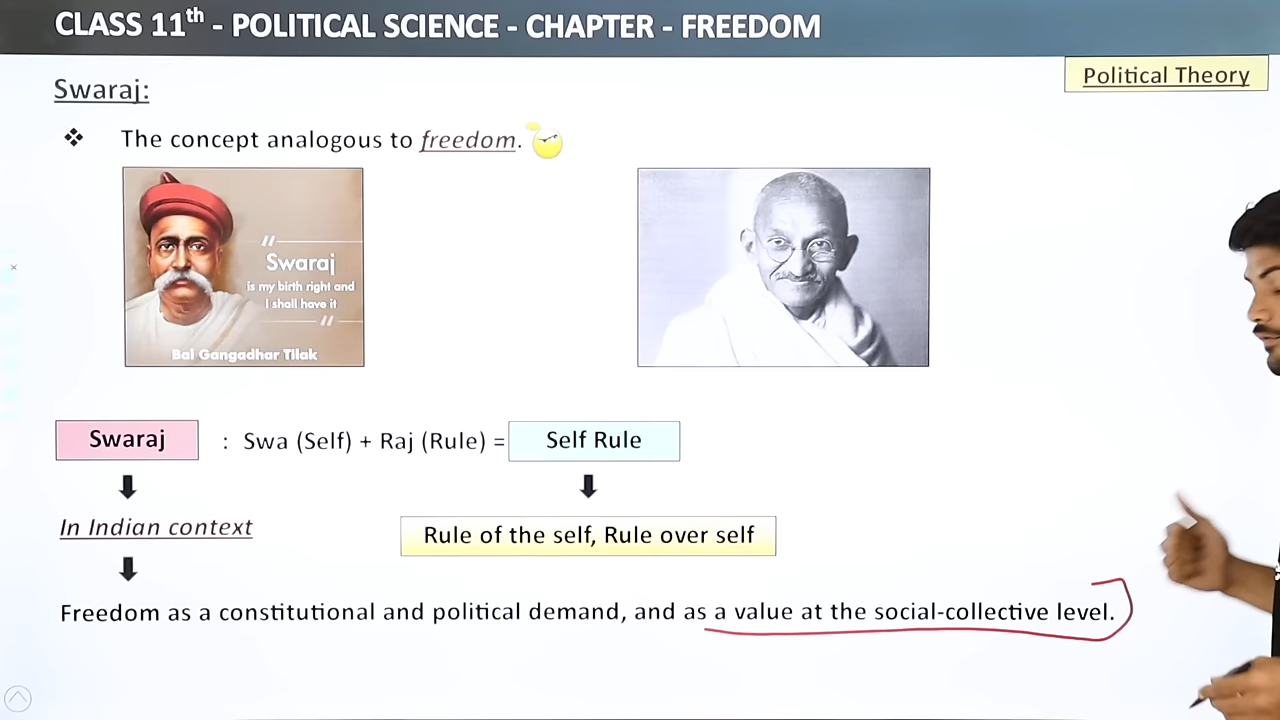 CLASS 11th - POLITICAL SCIENCE - CHAPTER - FREEDOM
Political Theory
Swaraj:
❖ The concept analogous to freedom.
"
Swaraj
is my birth right and
I shall have it
"
Bal Gangadhar Tilak
Swaraj : Swa (Self) + Raj (Rule) = Self Rule
In Indian context
Rule of the self, Rule over self
Freedom as a constitutional and political demand, and as a value at the social-collective level.